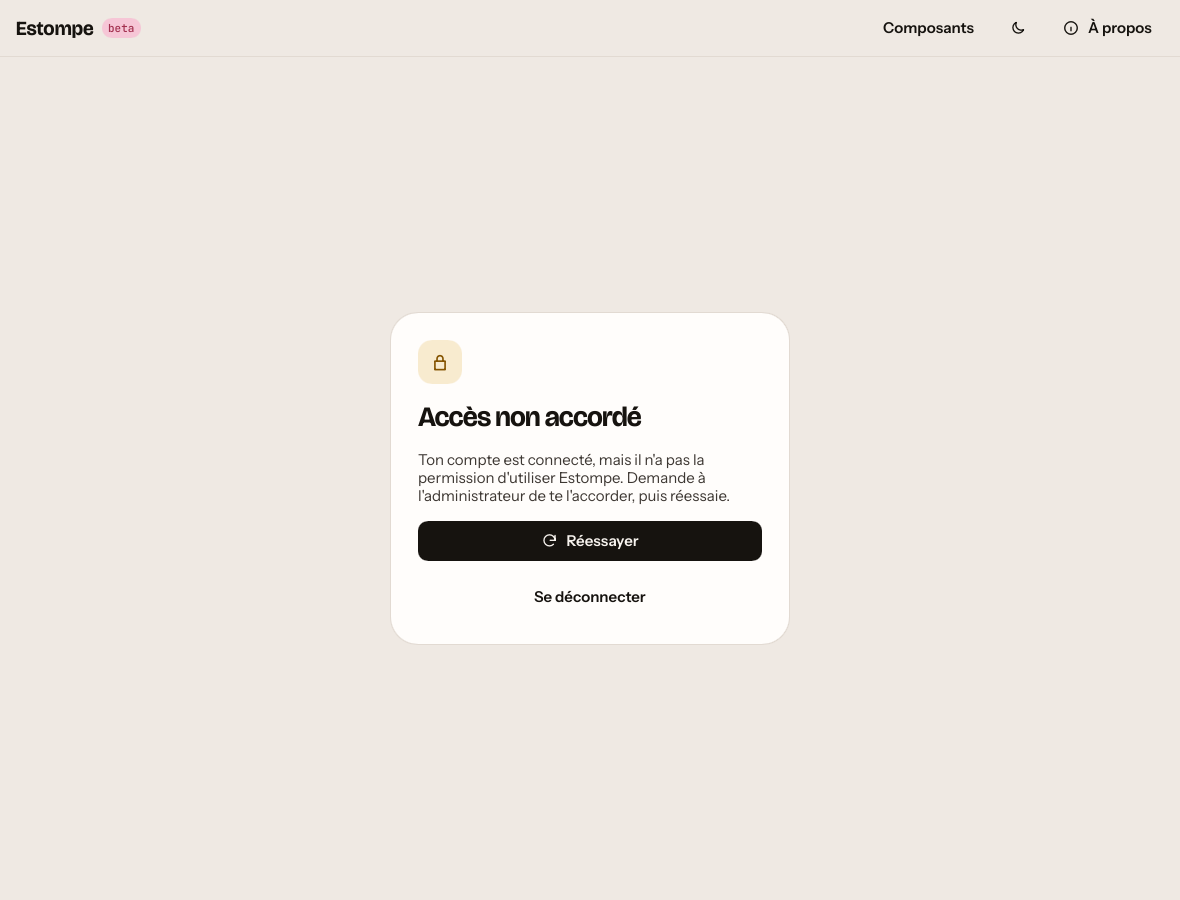 Estompe beta
Composants
À propos
Accès non accordé
Ton compte est connecté, mais il n'a pas la
permission d'utiliser Estompe. Demande à
l'administrateur de te l'accorder, puis réessaie.
Réessayer
Se déconnecter